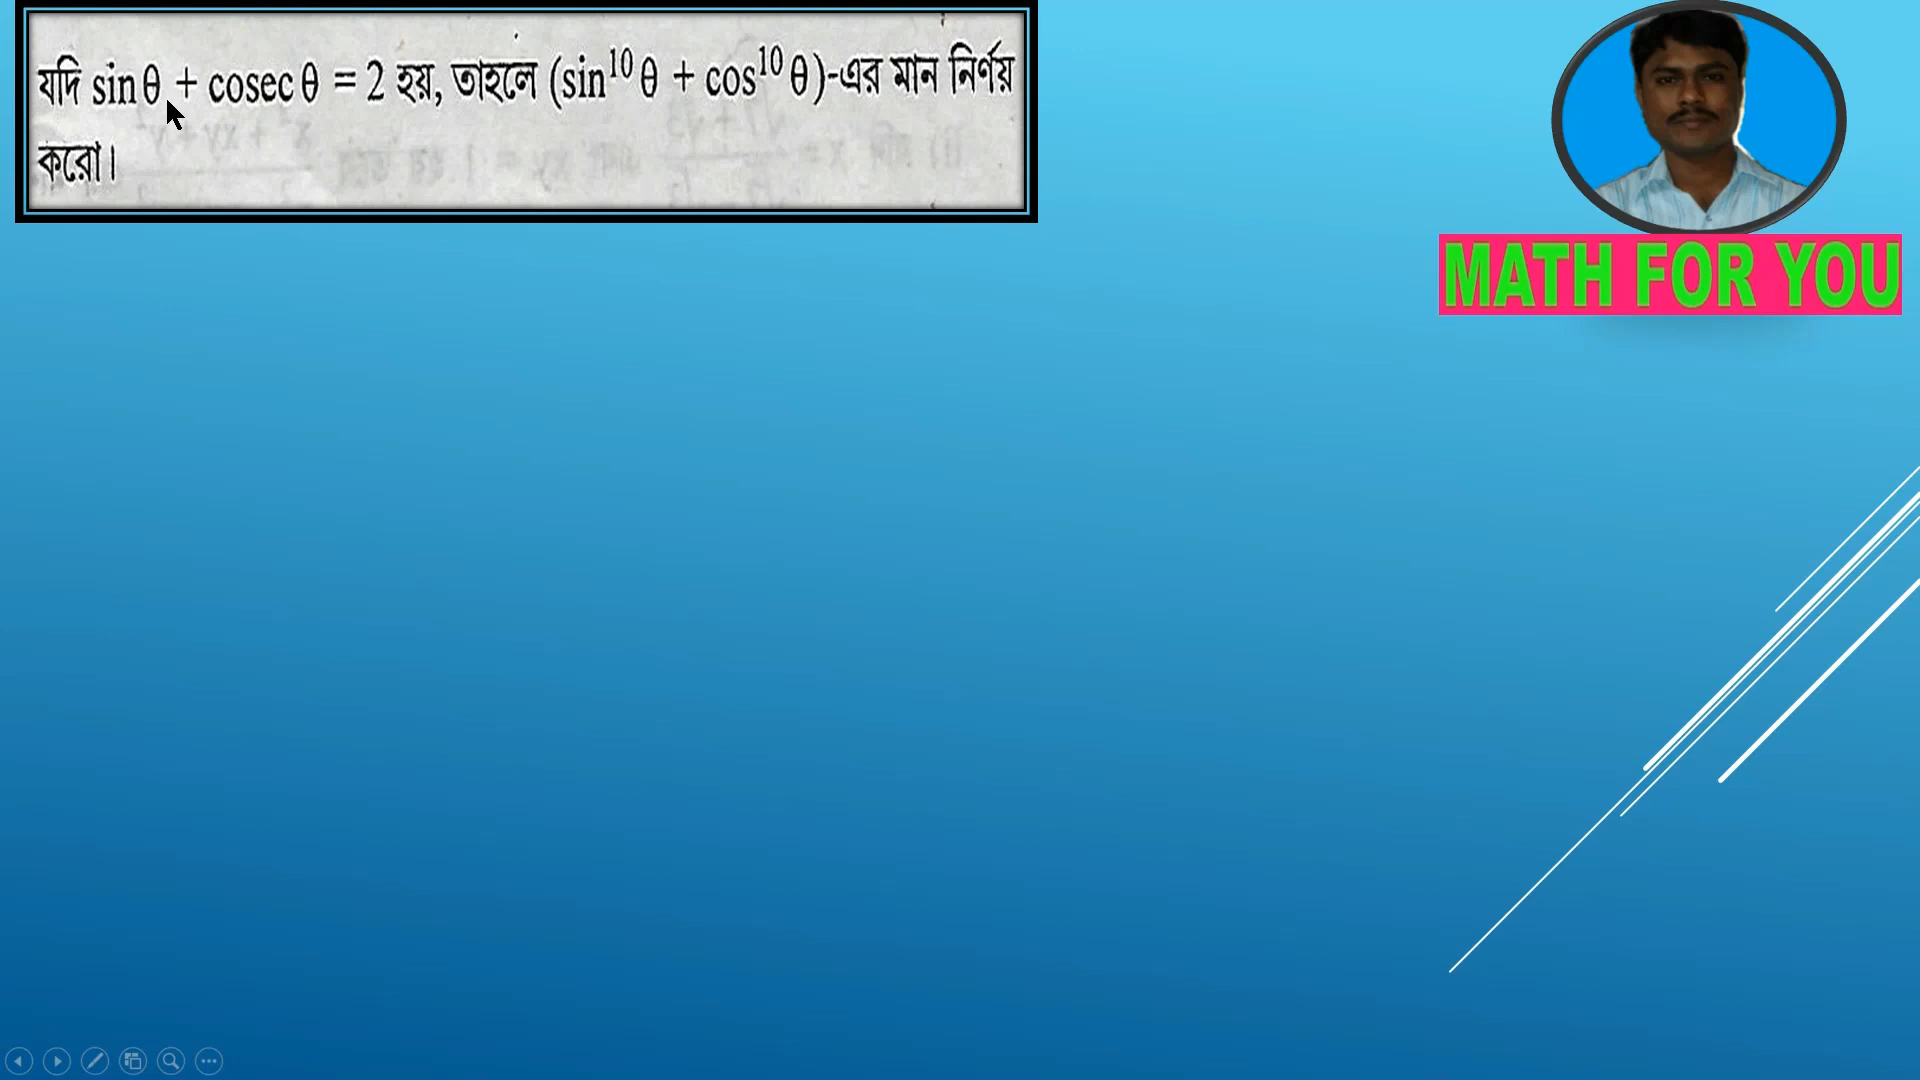 যদি sin θ + cosec θ = 2 হয়, তাহলে (sin¹⁰ θ + cos¹⁰ θ)-এর মান নির্ণয়
করো।
MATH FOR YOU